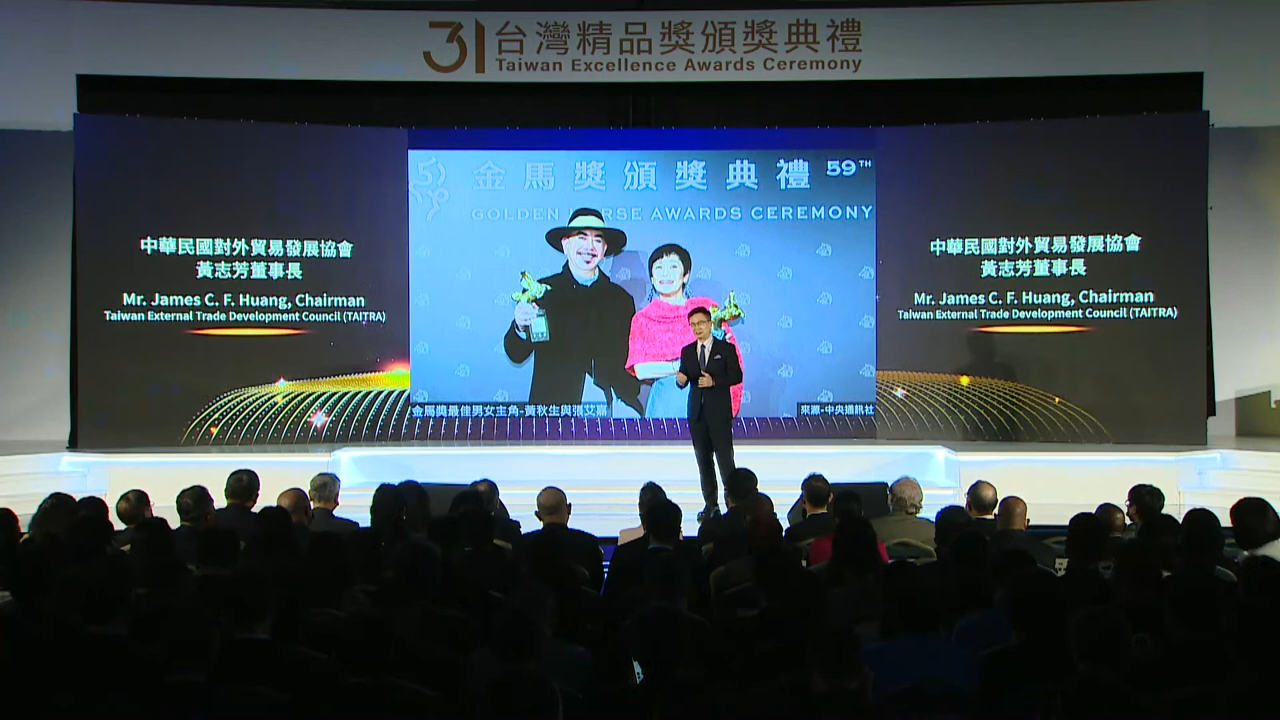 31 台灣精品獎頒獎典禮
Taiwan Excellence Awards Ceremony
中華民國對外貿易發展協會
黃志芳董事長
Mr. James C. F. Huang, Chairman
Taiwan External Trade Development Council (TAITRA)
金馬獎頒獎典禮 59TH
GOLDEN HORSE AWARDS CEREMONY
金馬獎最佳男女主角-黃秋生與張艾嘉
來源-中央通訊社
中華民國對外貿易發展協會
黃志芳董事長
Mr. James C. F. Huang, Chairman
Taiwan External Trade Development Council (TAITRA)